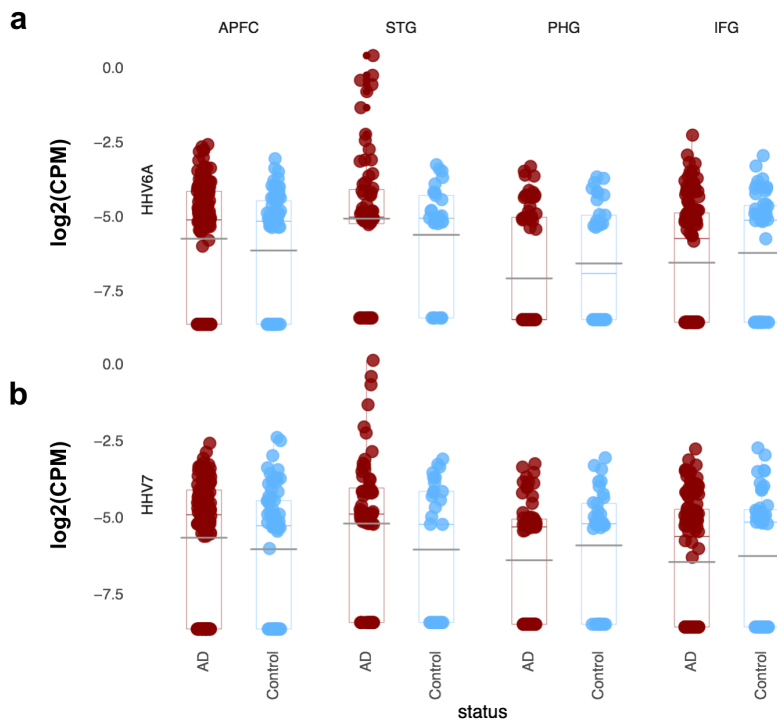 a
APFC STG PHG IFG
log2(CPM)
HHV6A
0.0
−2.5
−5.0
−7.5
b
log2(CPM)
HHV7
0.0
−2.5
−5.0
−7.5
AD Control AD Control AD Control AD Control
status